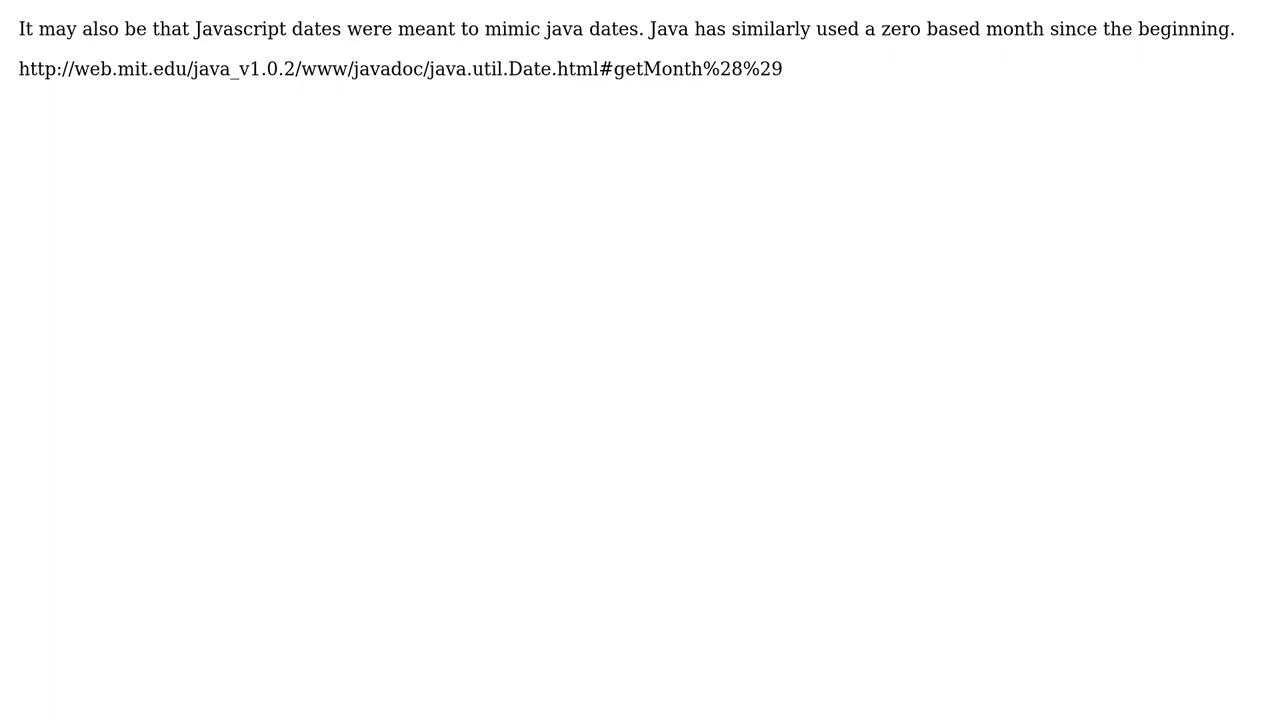 It may also be that Javascript dates were meant to mimic java dates. Java has similarly used a zero based month since the beginning.
http://web.mit.edu/java_v1.0.2/www/javadoc/java.util.Date.html#getMonth%28%29